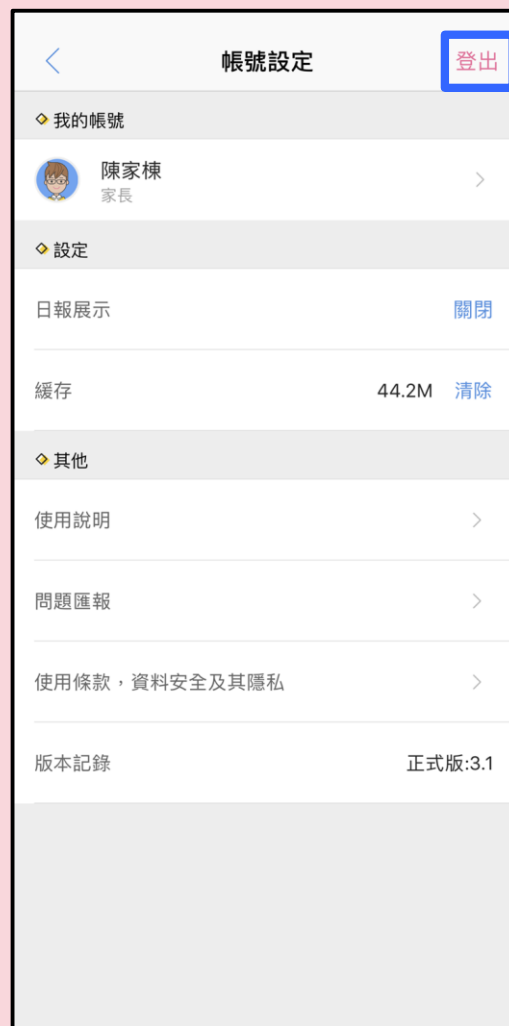 帳號設定
登出
我的帳號
陳家棟
家長
設定
日報展示
關閉
緩存
44.2M 清除
其他
使用說明
問題匯報
使用條款，資料安全及其隱私
版本記錄
正式版:3.1